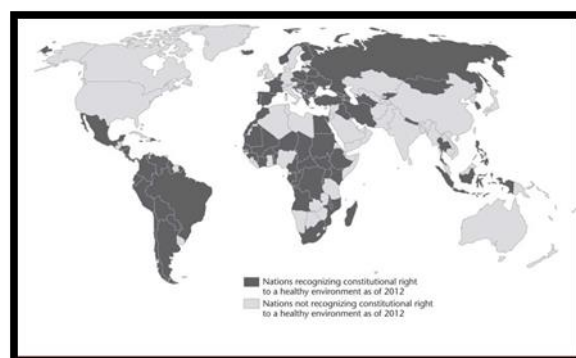 Nations recognizing constitutional right
to a healthy environment as of 2012
Nations not recognizing constitutional right
to a healthy environment as of 2012